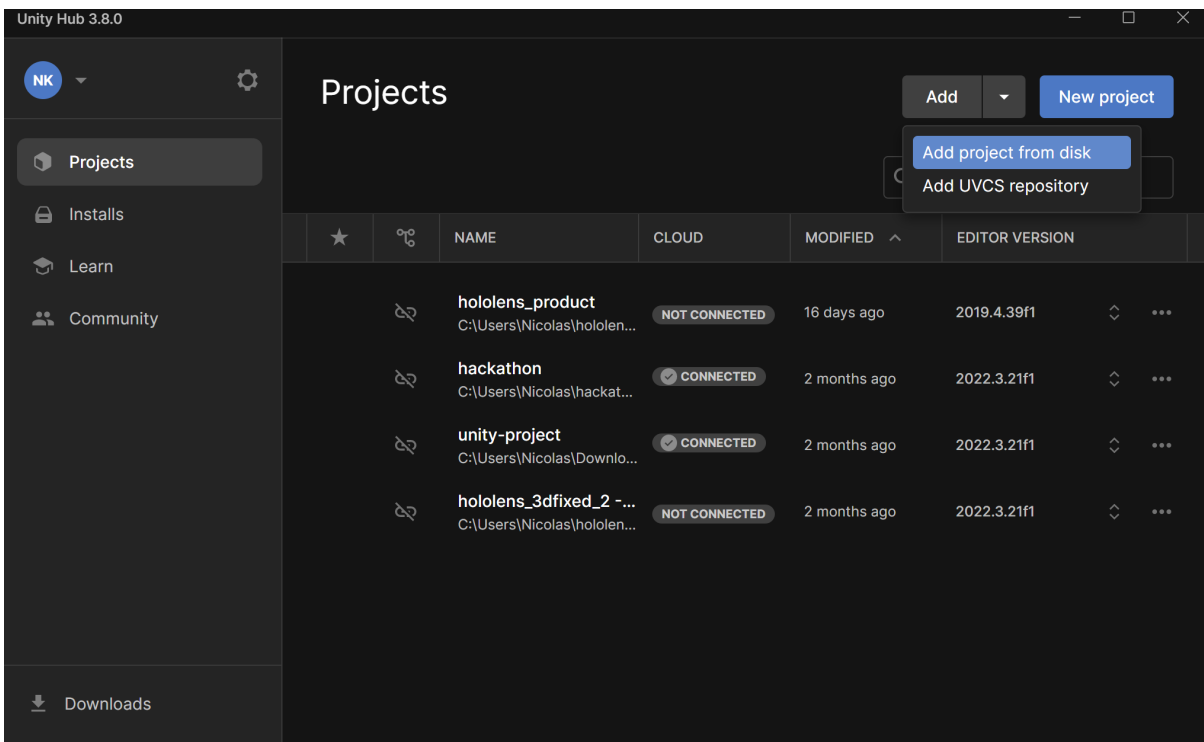 Unity Hub 3.8.0
NK
Projects
Installs
Learn
Community
Downloads
Projects
Add
New project
Add project from disk
Add UVCS repository
NAME CLOUD MODIFIED EDITOR VERSION
hololens_product
C:\Users\Nicolas\hololen...
NOT CONNECTED 16 days ago 2019.4.39f1
hackathon
C:\Users\Nicolas\hackat...
CONNECTED 2 months ago 2022.3.21f1
unity-project
C:\Users\Nicolas\Downlo...
CONNECTED 2 months ago 2022.3.21f1
hololens_3dfixed_2 -...
C:\Users\Nicolas\hololen...
NOT CONNECTED 2 months ago 2022.3.21f1